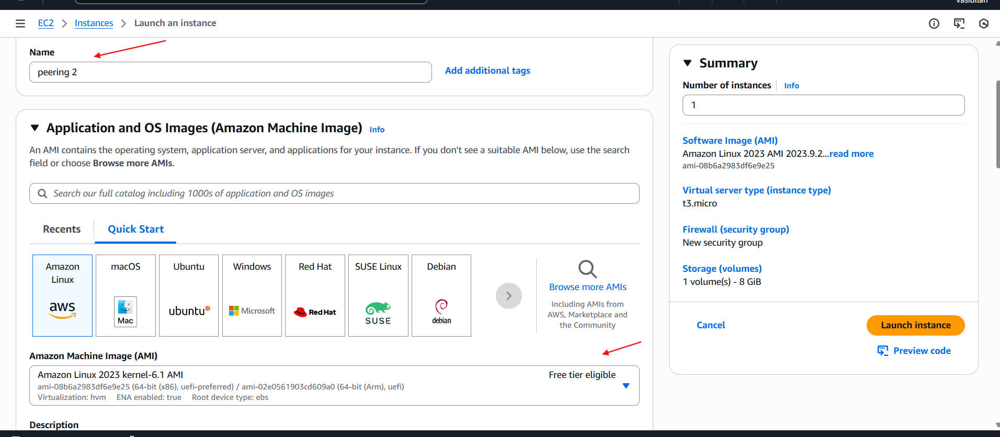 Vasiullah
EC2 > Instances > Launch an instance
Name
peering 2
Add additional tags
Application and OS Images (Amazon Machine Image) Info
An AMI contains the operating system, application server, and applications for your instance. If you don't see a suitable AMI below, use the search
field or choose Browse more AMIs.
Search our full catalog including 1000s of application and OS images
Recents
Quick Start
Amazon
Linux
aws
macOS
Mac
Ubuntu
ubuntu
Windows
Microsoft
Red Hat
Red Hat
SUSE Linux
SUSE
Debian
debian
Browse more AMIs
Including AMIs from
AWS, Marketplace and
the Community
Amazon Machine Image (AMI)
Amazon Linux 2023 kernel-6.1 AMI
Free tier eligible
ami-08b6a2983df6e9e25 (64-bit (x86), uefi-preferred) / ami-02e0561903cd609a0 (64-bit (Arm), uefi)
Virtualization: hvm ENA enabled: true Root device type: ebs
Description
Summary
Number of instances Info
1
Software Image (AMI)
Amazon Linux 2023 AMI 2023.9.2...read more
ami-08b6a2983df6e9e25
Virtual server type (instance type)
t3.micro
Firewall (security group)
New security group
Storage (volumes)
1 volume(s) - 8 GiB
Cancel
Launch instance
Preview code